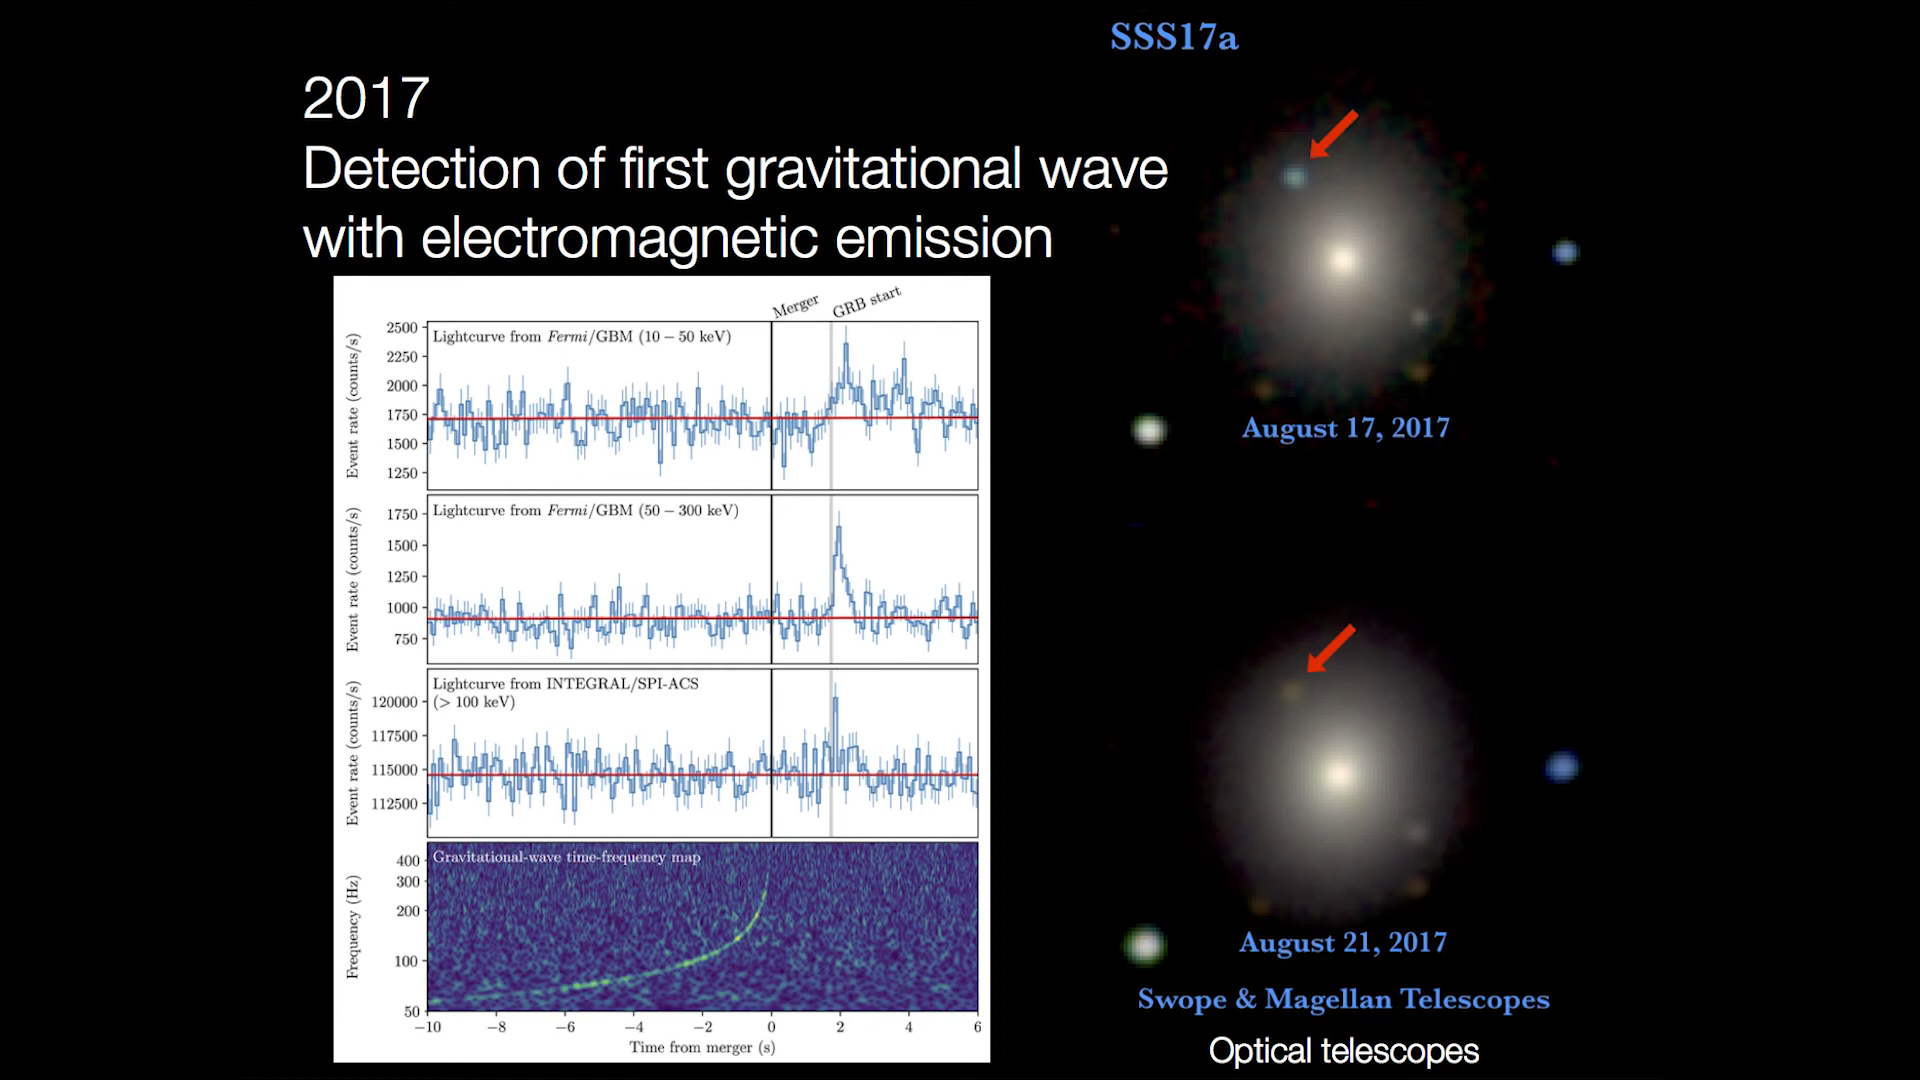 2017
Detection of first gravitational wave
with electromagnetic emission
Merger
GRB start
Event rate (counts/s)
2500
2250
2000
1750
1500
1250
Lightcurve from Fermi/GBM (10 − 50 keV)
Event rate (counts/s)
1750
1500
1250
1000
750
Lightcurve from Fermi/GBM (50 − 300 keV)
Event rate (counts/s)
120000
117500
115000
112500
Lightcurve from INTEGRAL/SPI-ACS
(> 100 keV)
Frequency (Hz)
400
300
200
100
50
Gravitational-wave time-frequency map
−10 −8 −6 −4 −2 0 2 4 6
Time from merger (s)
SSS17a
August 17, 2017
August 21, 2017
Swope & Magellan Telescopes
Optical telescopes